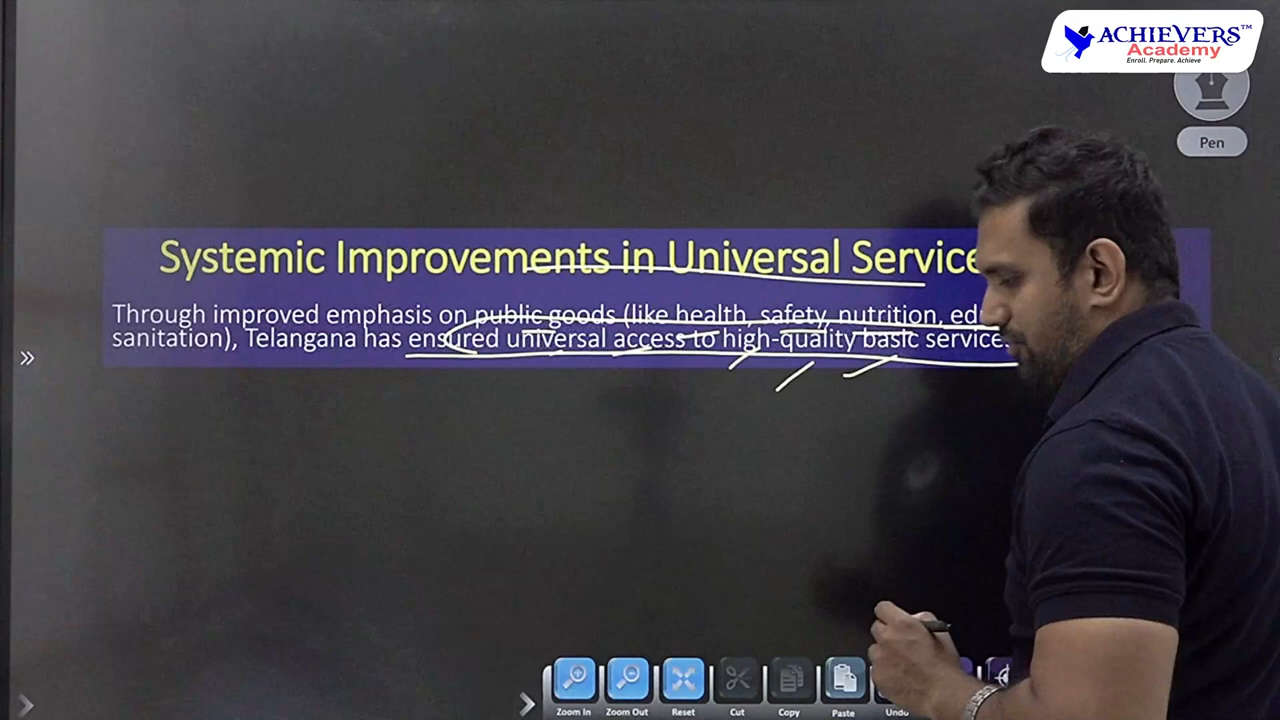 ACHIEVERS™
Academy
Enroll. Prepare. Achieve
Pen
Systemic Improvements in Universal Service
Through improved emphasis on public goods (like health, safety, nutrition,
sanitation), Telangana has ensured universal access to high-quality basic
Zoom In
Zoom Out
Reset
Cut
Copy
Paste
Undo